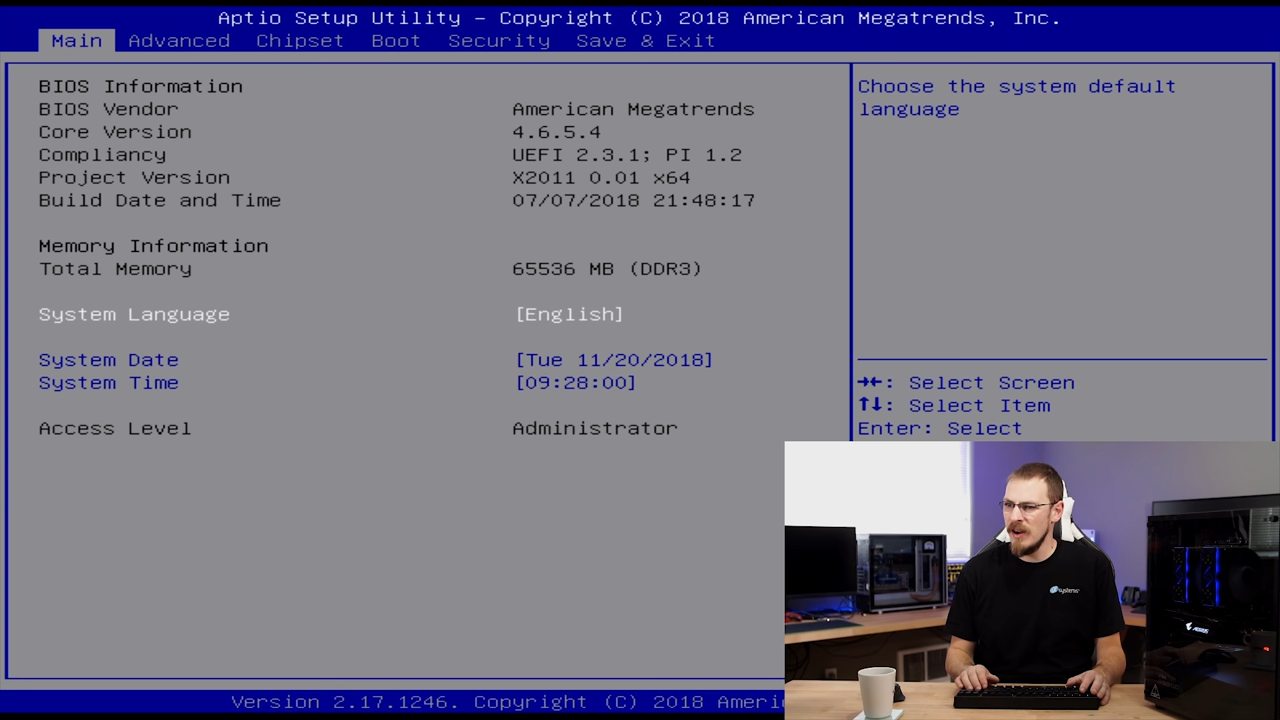 Aptio Setup Utility – Copyright (C) 2018 American Megatrends, Inc.
Main Advanced Chipset Boot Security Save & Exit
BIOS Information
BIOS Vendor American Megatrends
Core Version 4.6.5.4
Compliancy UEFI 2.3.1; PI 1.2
Project Version X2011 0.01 x64
Build Date and Time 07/07/2018 21:48:17
Memory Information
Total Memory 65536 MB (DDR3)
System Language [English]
System Date [Tue 11/20/2018]
System Time [09:28:00]
Access Level Administrator
Choose the system default
language
→←: Select Screen
↑↓: Select Item
Enter: Select
Version 2.17.1246. Copyright (C) 2018 Ameri
systems
AORUS